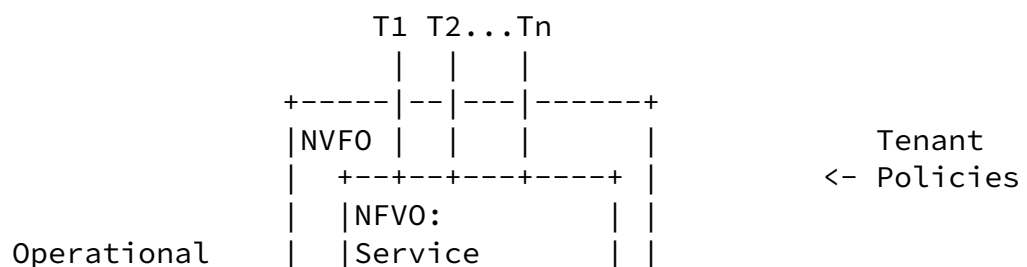 T1 T2...Tn
                    |  |   |
              +-----|--|---|------+
              |NVFO |  |   |      |            Tenant
              |  +--+--+---+----+ |         <- Policies
              |  |NFVO:         | |
Operational   |  |Service       | |